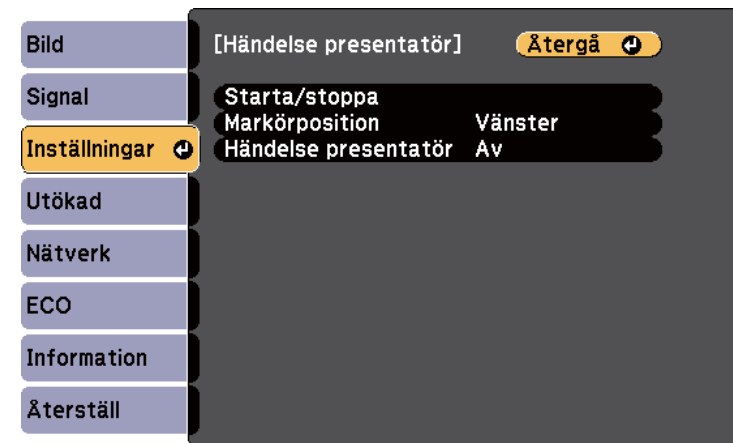 Bild
Signal
Inställningar
Utökad
Nätverk
ECO
Information
Återställ
[Händelse presentatör] Återgå
Starta/stoppa
Markörposition Vänster
Händelse presentatör Av